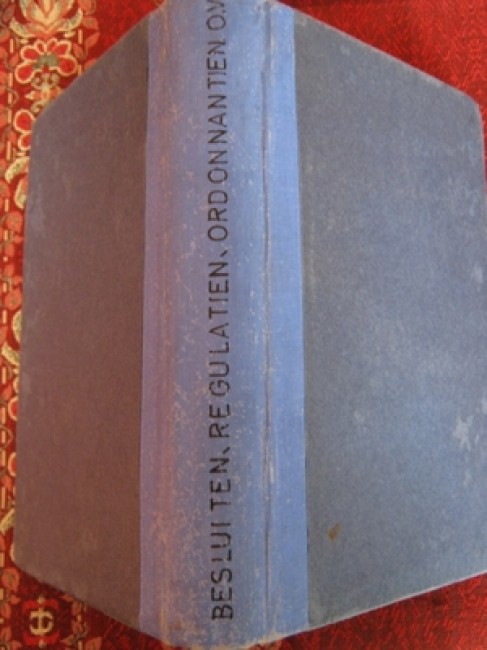 BESLUITEN, REGULATIEN, ORDONNANTIEN. O.V